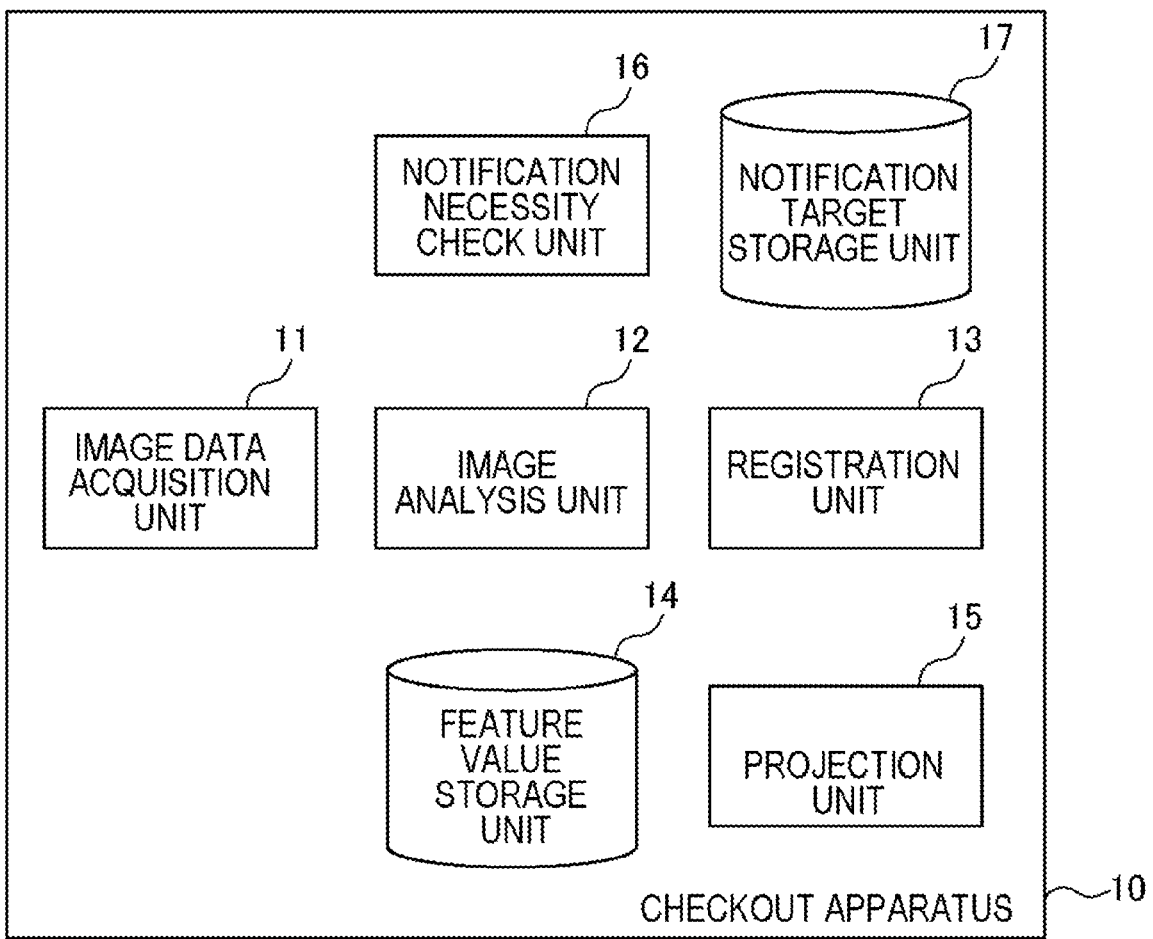 17
16
NOTIFICATION
NECESSITY
CHECK UNIT
NOTIFICATION
TARGET
STORAGE UNIT
11
12
13
IMAGE DATA
ACQUISITION
UNIT
IMAGE
ANALYSIS UNIT
REGISTRATION
UNIT
14
15
FEATURE
VALUE
STORAGE
UNIT
PROJECTION
UNIT
CHECKOUT APPARATUS
10